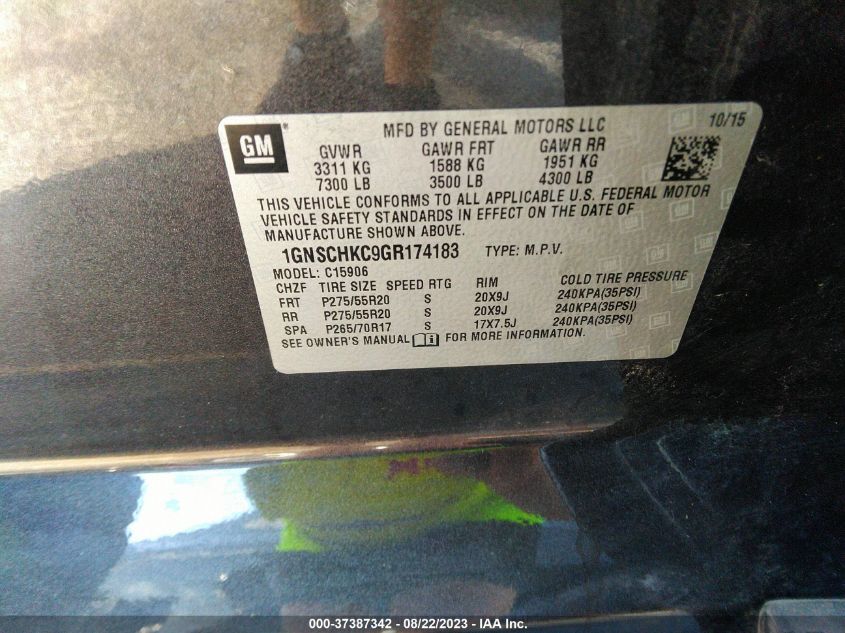 GM
MFD BY GENERAL MOTORS LLC 10/15
GVWR GAWR FRT GAWR RR
3311 KG 1588 KG 1951 KG
7300 LB 3500 LB 4300 LB
THIS VEHICLE CONFORMS TO ALL APPLICABLE U.S. FEDERAL MOTOR
VEHICLE SAFETY STANDARDS IN EFFECT ON THE DATE OF
MANUFACTURE SHOWN ABOVE.
1GNSCHKC9GR174183 TYPE: M.P.V.
MODEL: C15906
CHZF TIRE SIZE SPEED RTG RIM COLD TIRE PRESSURE
FRT P275/55R20 S 20X9J 240KPA(35PSI)
RR P275/55R20 S 20X9J 240KPA(35PSI)
SPA P265/70R17 S 17X7.5J 240KPA(35PSI)
SEE OWNER'S MANUAL FOR MORE INFORMATION.
000-37387342 - 08/22/2023 - IAA Inc.